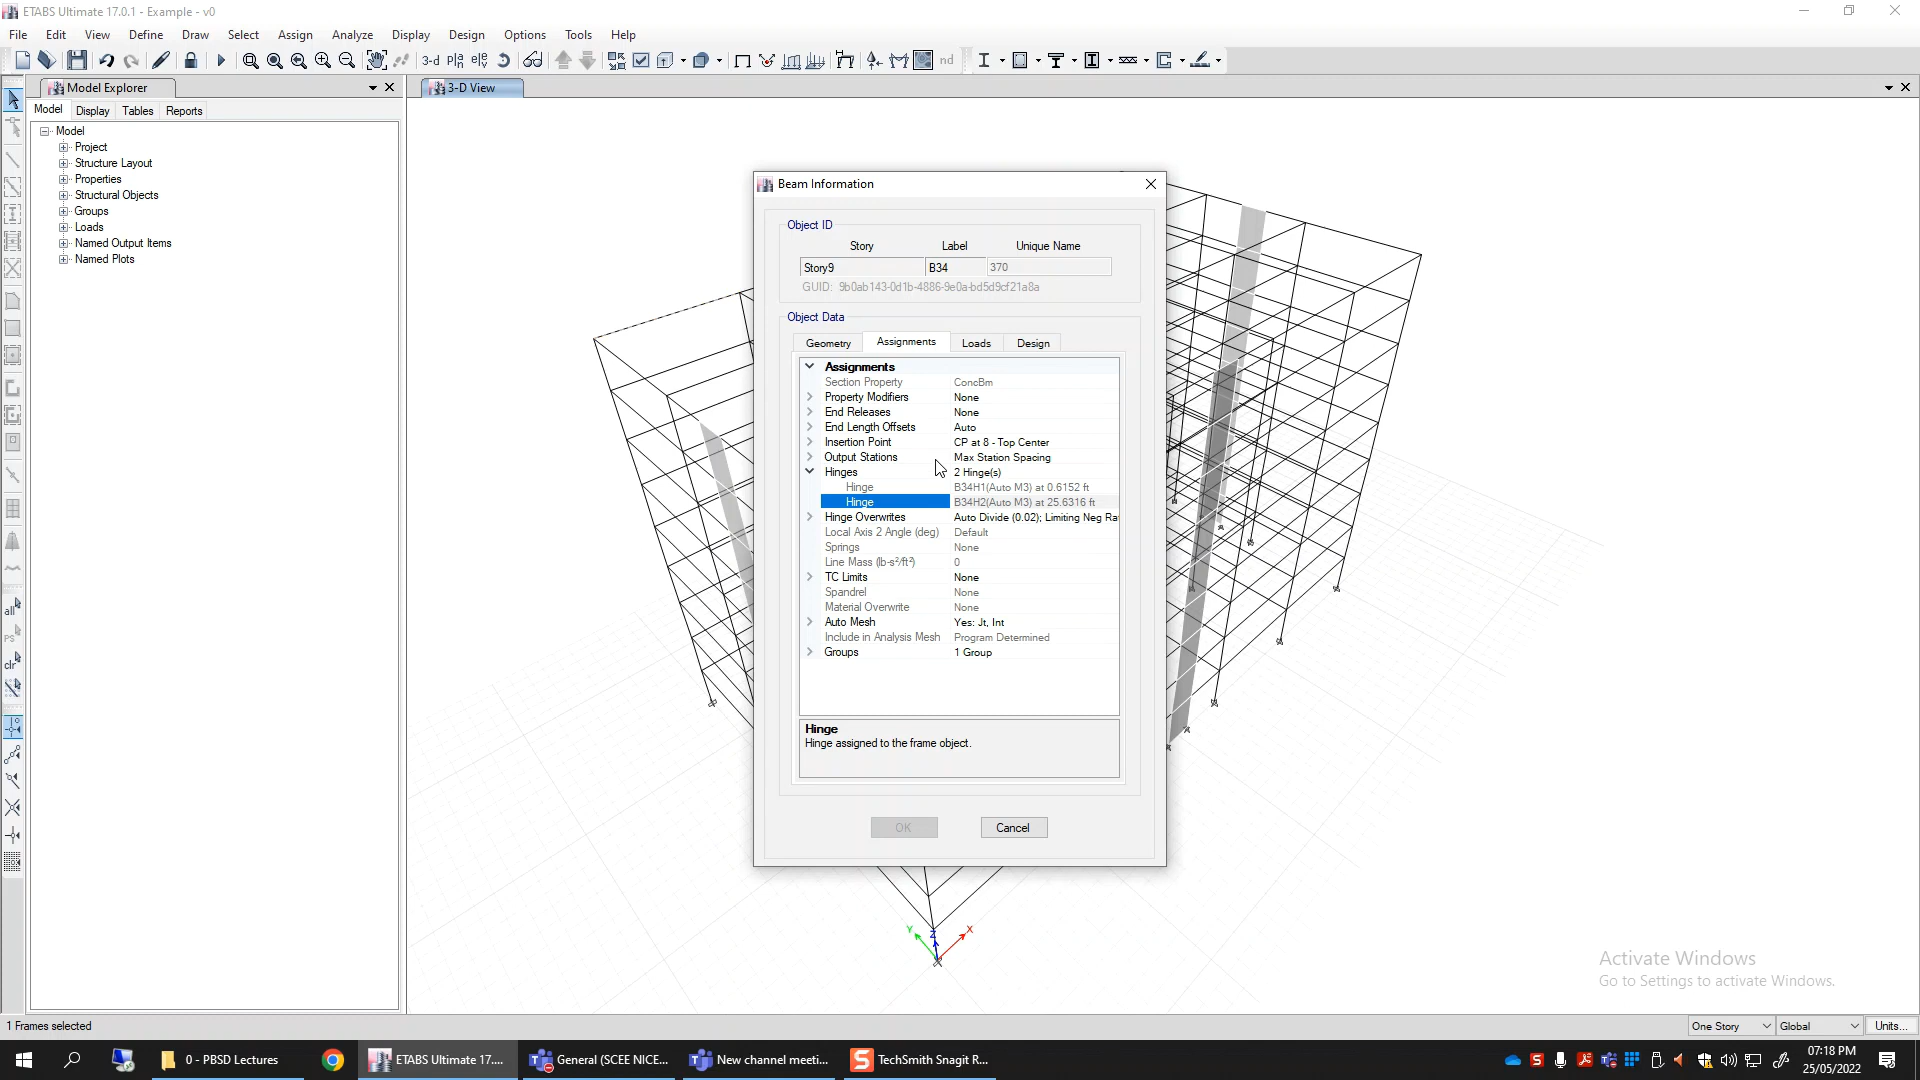 ETABS Ultimate 17.0.1 - Example - v0
File Edit View Define Draw Select Assign Analyze Display Design Options Tools Help
3-d
nd
Model Explorer
3-D View
Model Display Tables Reports
Model
Project
Structure Layout
Properties
Structural Objects
Groups
Loads
Named Output Items
Named Plots
all
PS
clr
Beam Information
Object ID
Story Label Unique Name
Story9 B34 370
GUID: 9b0ab143-0d1b-4886-9e0a-bd5d9cf21a8a
Object Data
Geometry Assignments Loads Design
Assignments
Section Property ConcBm
Property Modifiers None
End Releases None
End Length Offsets Auto
Insertion Point CP at 8 - Top Center
Output Stations Max Station Spacing
Hinges 2 Hinge(s)
Hinge B34H1(Auto M3) at 0.6152 ft
Hinge B34H2(Auto M3) at 25.6316 ft
Hinge Overwrites Auto Divide (0.02); Limiting Neg Ra
Local Axis 2 Angle (deg) Default
Springs None
Line Mass (lb-s²/ft²) 0
TC Limits None
Spandrel None
Material Overwrite None
Auto Mesh Yes: Jt, Int
Include in Analysis Mesh Program Determined
Groups 1 Group
Hinge
Hinge assigned to the frame object.
OK Cancel
Y Z X
Activate Windows
Go to Settings to activate Windows.
1 Frames selected
One Story Global Units...
0 - PBSD Lectures
ETABS Ultimate 17....
General (SCEE NICE...
New channel meeti...
TechSmith Snagit R...
07:18 PM
25/05/2022